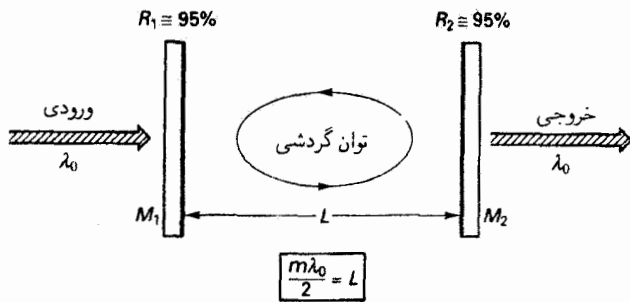 R₁ ≅ 95%
R₂ ≅ 95%
ورودی
λ₀
توان گردشی
خروجی
λ₀
M₁
L
M₂
mλ₀/2 = L